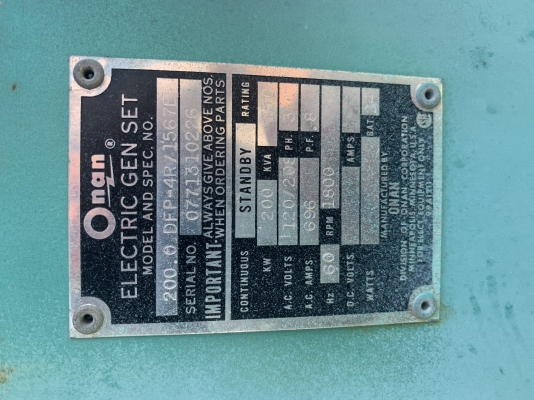 Onan
ELECTRIC GEN SET
MODEL AND SPEC. NO.
200.0 DFP-4R/1567E
SERIAL NO. 0771310226
IMPORTANT: ALWAYS GIVE ABOVE NOS. WHEN ORDERING PARTS
CONTINUOUS STANDBY RATING
KW 200 KVA
A.C. VOLTS 120/208 PH. 3
A.C. AMPS 696 P.F. .8
Hz 60 RPM 1800
D.C. VOLTS AMPS
WATTS BAT.
MANUFACTURED BY
ONAN
DIVISION OF ONAN CORPORATION
MINNEAPOLIS, MINNESOTA, U.S.A.